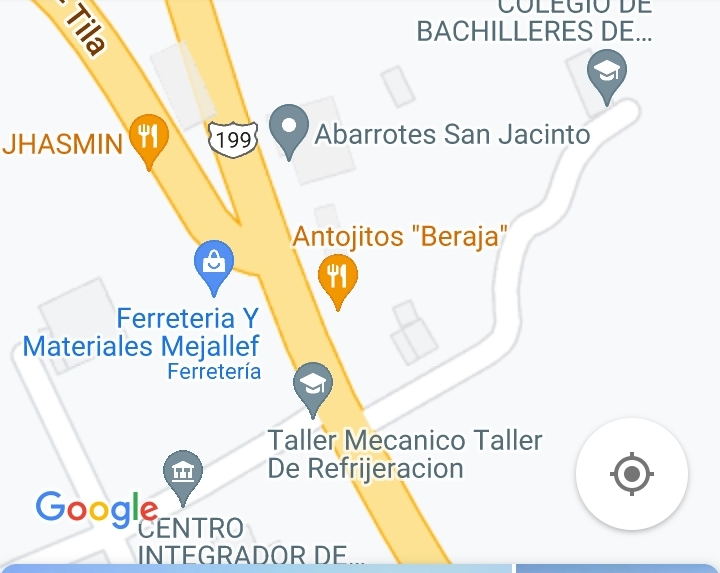 COLEGIO DE
BACHILLERES DE...
Tila
JHASMIN
199
Abarrotes San Jacinto
Antojitos "Beraja"
Ferreteria Y
Materiales Mejallef
Ferretería
Taller Mecanico Taller
De Refrijeracion
Google
CENTRO
INTEGRADOR DE...